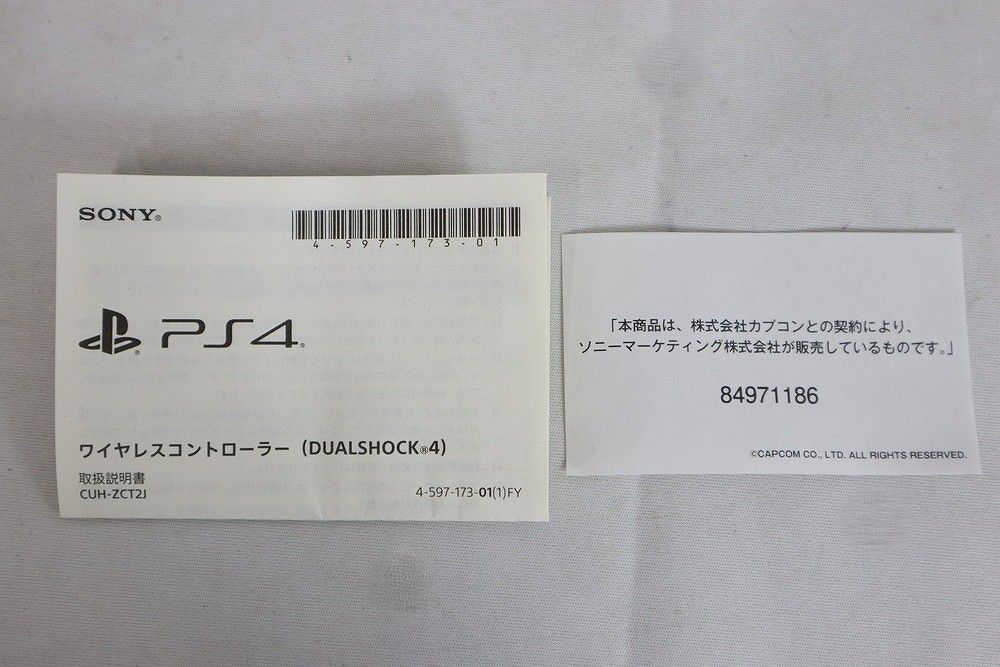 SONY®
4-597-173-01
PS4®
ワイヤレスコントローラー（DUALSHOCK®4）
取扱説明書
CUH-ZCT2J
4-597-173-01(1)FY
「本商品は、株式会社カプコンとの契約により、
ソニーマーケティング株式会社が販売しているものです。」
84971186
©CAPCOM CO., LTD. ALL RIGHTS RESERVED.